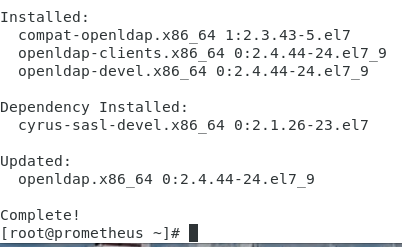 Installed:
compat-openldap.x86_64 1:2.3.43-5.el7
openldap-clients.x86_64 0:2.4.44-24.el7_9
openldap-devel.x86_64 0:2.4.44-24.el7_9
Dependency Installed:
cyrus-sasl-devel.x86_64 0:2.1.26-23.el7
Updated:
openldap.x86_64 0:2.4.44-24.el7_9
Complete!
[root@prometheus ~]#